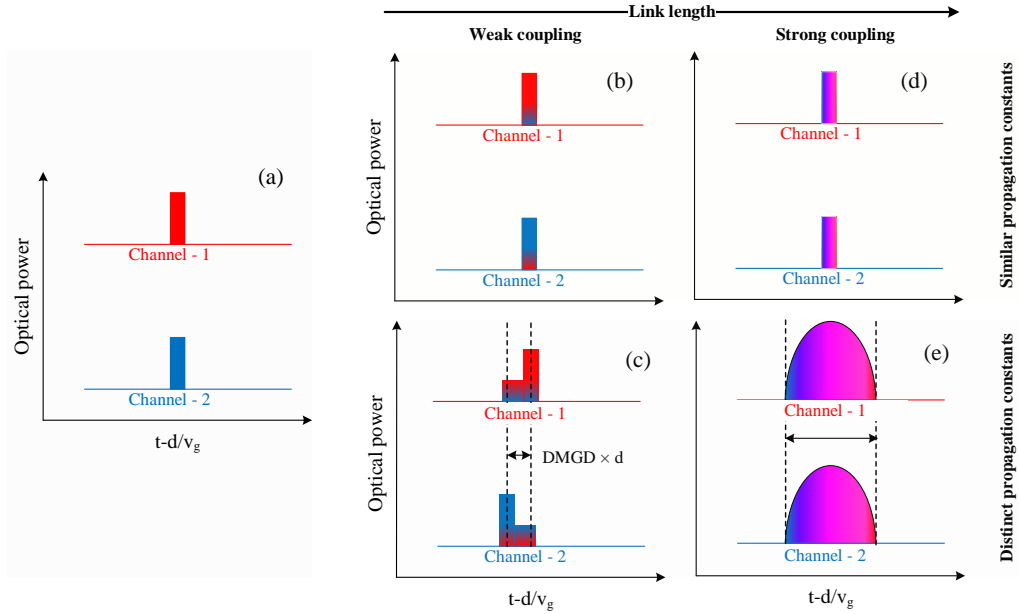 Link length
Weak coupling
Strong coupling
(a)
Optical power
Channel - 1
Channel - 2
t-d/vg
(b)
Optical power
Channel - 1
Channel - 2
(d)
Channel - 1
Channel - 2
Similar propagation constants
(c)
Optical power
Channel - 1
DMGD × d
Channel - 2
t-d/vg
(e)
Channel - 1
Channel - 2
t-d/vg
Distinct propagation constants